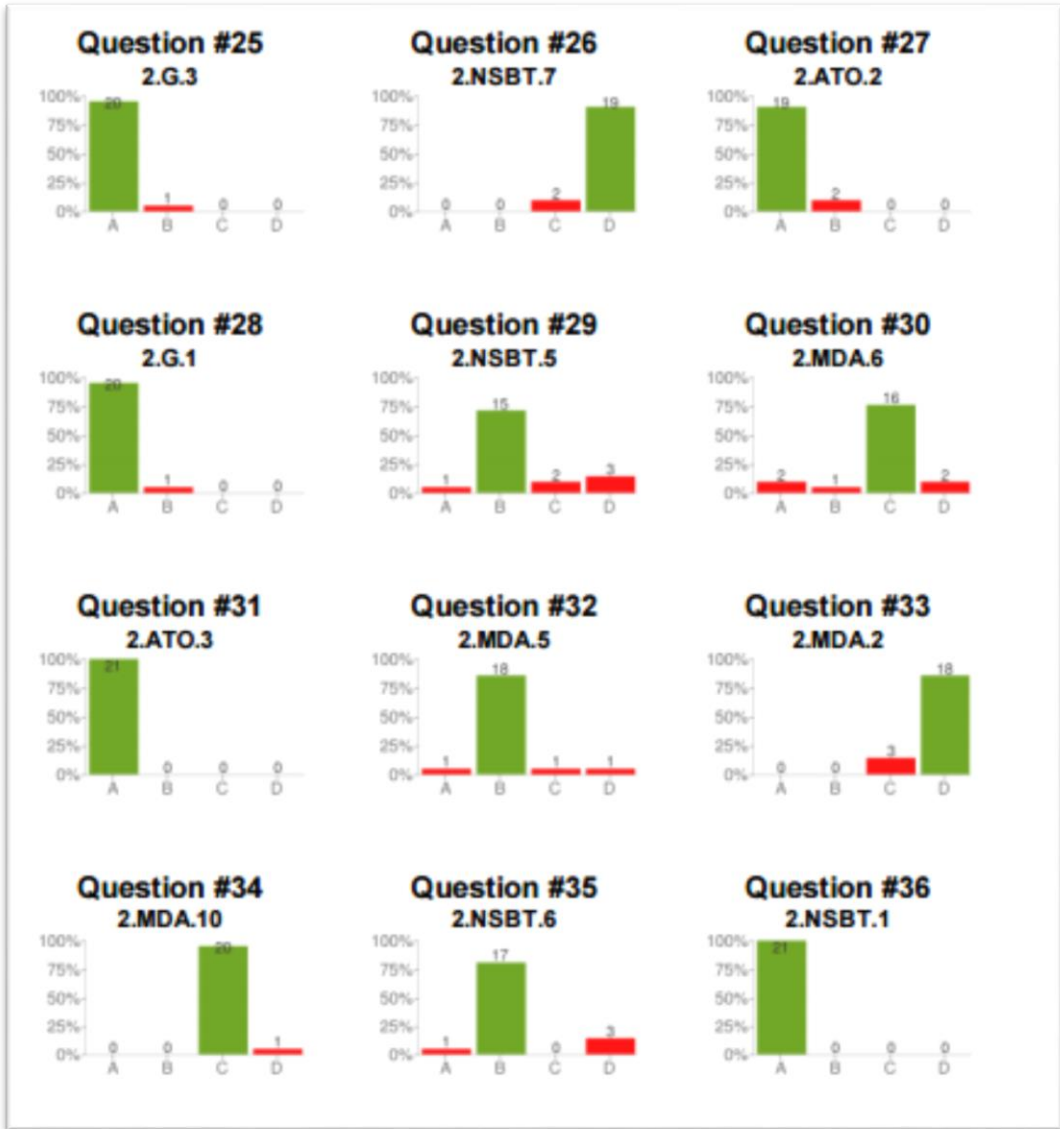 Question #25 Question #26 Question #27
2.G.3 2.NSBT.7 2.ATO.2
100% 20 100% 19 100% 19
75% 75% 75%
50% 50% 50%
25% 1 0 0 25% 0 0 2 25% 2 0 0
0% 0% 0%
A B C D A B C D A B C D
Question #28 Question #29 Question #30
2.G.1 2.NSBT.5 2.MDA.6
100% 20 100% 100%
75% 75% 15 75% 16
50% 50% 50%
25% 1 0 0 25% 1 2 3 25% 2 1 2
0% 0% 0%
A B C D A B C D A B C D
Question #31 Question #32 Question #33
2.ATO.3 2.MDA.5 2.MDA.2
100% 21 100% 18 100% 18
75% 75% 75%
50% 50% 50%
25% 0 0 0 25% 1 1 1 25% 0 0 3
0% 0% 0%
A B C D A B C D A B C D
Question #34 Question #35 Question #36
2.MDA.10 2.NSBT.6 2.NSBT.1
100% 20 100% 17 100% 21
75% 75% 75%
50% 50% 50%
25% 0 0 1 25% 1 0 3 25% 0 0 0
0% 0% 0%
A B C D A B C D A B C D